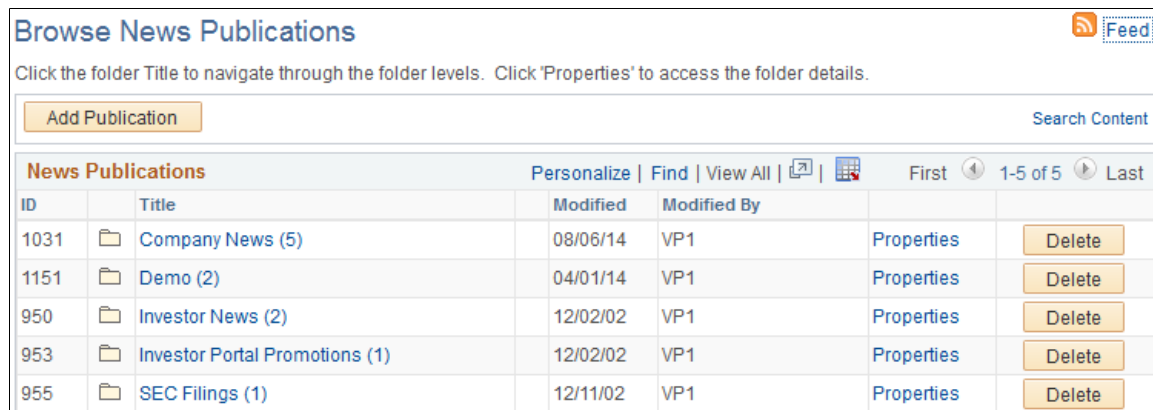 Browse News Publications
Feed
Click the folder Title to navigate through the folder levels. Click 'Properties' to access the folder details.
Add Publication
Search Content
News Publications Personalize | Find | View All | | First 1-5 of 5 Last
ID Title Modified Modified By
1031 Company News (5) 08/06/14 VP1 Properties Delete
1151 Demo (2) 04/01/14 VP1 Properties Delete
950 Investor News (2) 12/02/02 VP1 Properties Delete
953 Investor Portal Promotions (1) 12/02/02 VP1 Properties Delete
955 SEC Filings (1) 12/11/02 VP1 Properties Delete